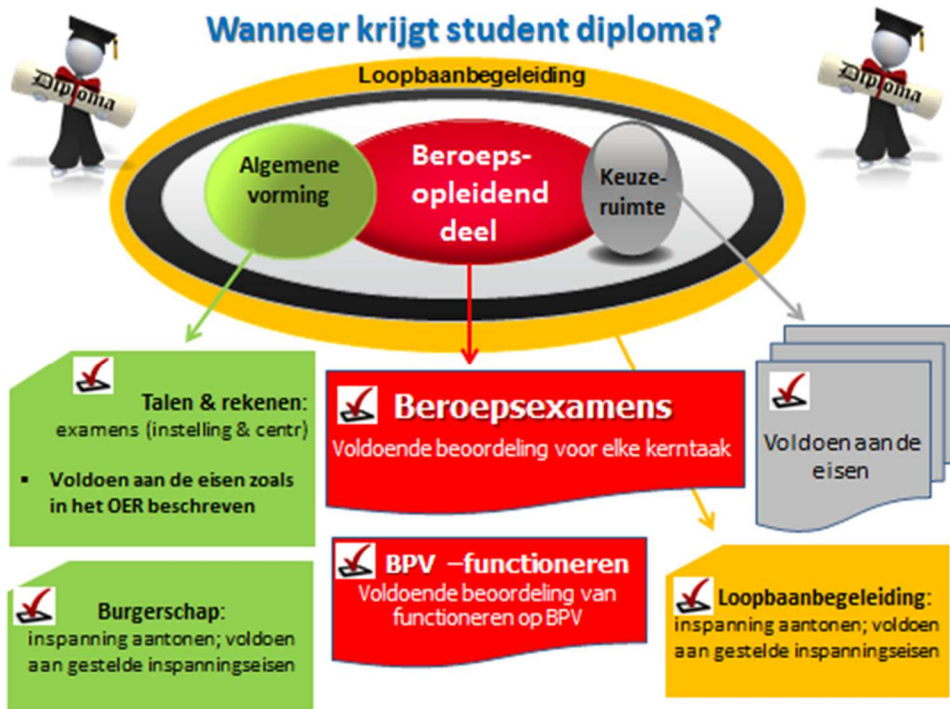 Wanneer krijgt student diploma?
Diploma
Diploma
Loopbaanbegeleiding
Algemene
vorming
Beroeps-
opleidend
deel
Keuze-
ruimte
Talen & rekenen:
examens (instelling & centr)
▪ Voldoen aan de eisen zoals
in het OER beschreven
Beroepsexamens
Voldoende beoordeling voor elke kerntaak
Voldoen aan de
eisen
Burgerschap:
inspanning aantonen; voldoen
aan gestelde inspanningseisen
BPV –functioneren
Voldoende beoordeling van
functioneren op BPV
Loopbaanbegeleiding:
inspanning aantonen; voldoen
aan gestelde inspanningseisen